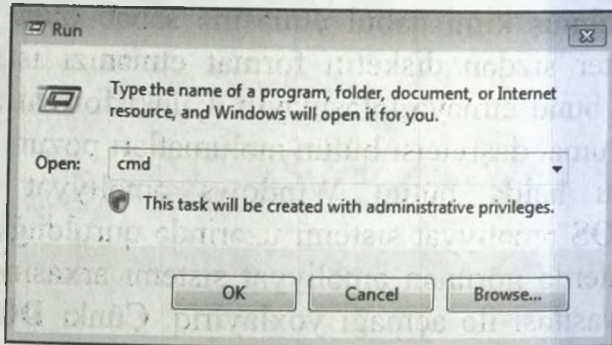 Run
Type the name of a program, folder, document, or Internet
resource, and Windows will open it for you.
Open: cmd
This task will be created with administrative privileges.
OK Cancel Browse...